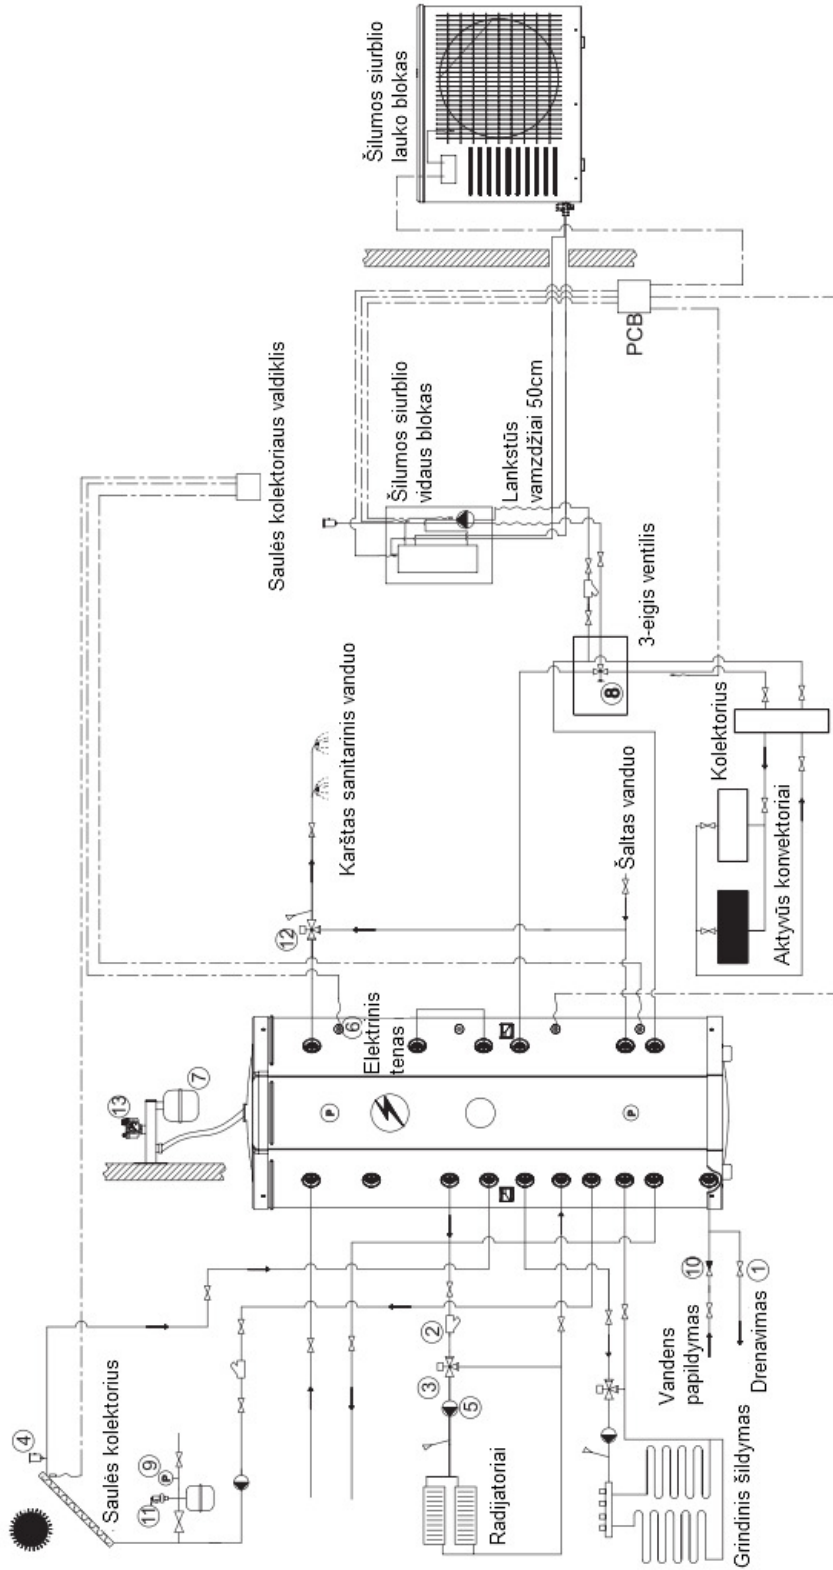 Šilumos siurblio
lauko blokas
Saulės kolektoriaus valdiklis
Šilumos siurblio
vidaus blokas
Lankstūs
vamzdžiai 50cm
PCB
3-eigis ventilis
8
Karštas sanitarinis vanduo
Šaltas vanduo
Kolektorius
Aktyvūs konvektoriai
12
6
Elektrinis
tenas
7
13
P
P
4
Saulės kolektorius
9
P
11
2
3
5
Radijatoriai
10
1
Vandens
papildymas
Drenavimas
Grindinis šildymas